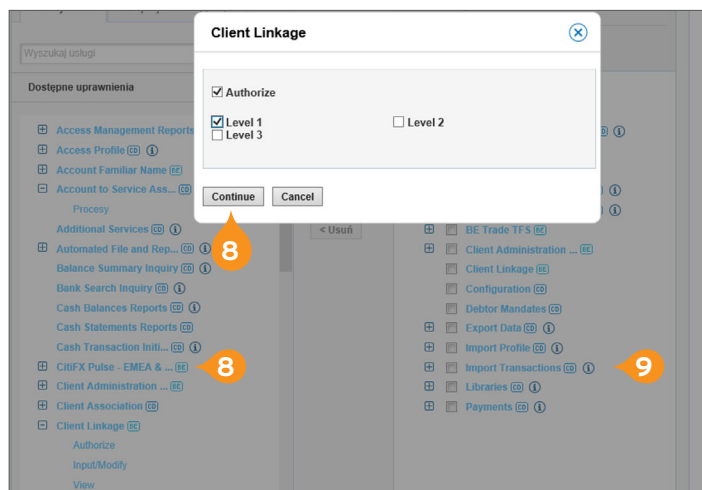 Client Linkage
Wyszukaj usługi
Dostępne uprawnienia
Authorize
Level 1
Level 2
Level 3
Continue
Cancel
8
Access Management Reports
Access Profile CD
Account Familiar Name BE
Account to Service Ass... CD
Procesy
Additional Services CD
Automated File and Rep... CD
Balance Summary Inquiry CD
Bank Search Inquiry CD
Cash Balances Reports CD
Cash Statements Reports CD
Cash Transaction Initi... CD
CitiFX Pulse - EMEA & ... BE
8
Client Administration ... BE
Client Association CD
Client Linkage BE
Authorize
Input/Modify
View
< Usuń
CD
CD
CD
BE Trade TFS BE
Client Administration ... BE
Client Linkage BE
Configuration CD
Debtor Mandates CD
Export Data CD
Import Profile CD
Import Transactions CD
9
Libraries CD
Payments CD